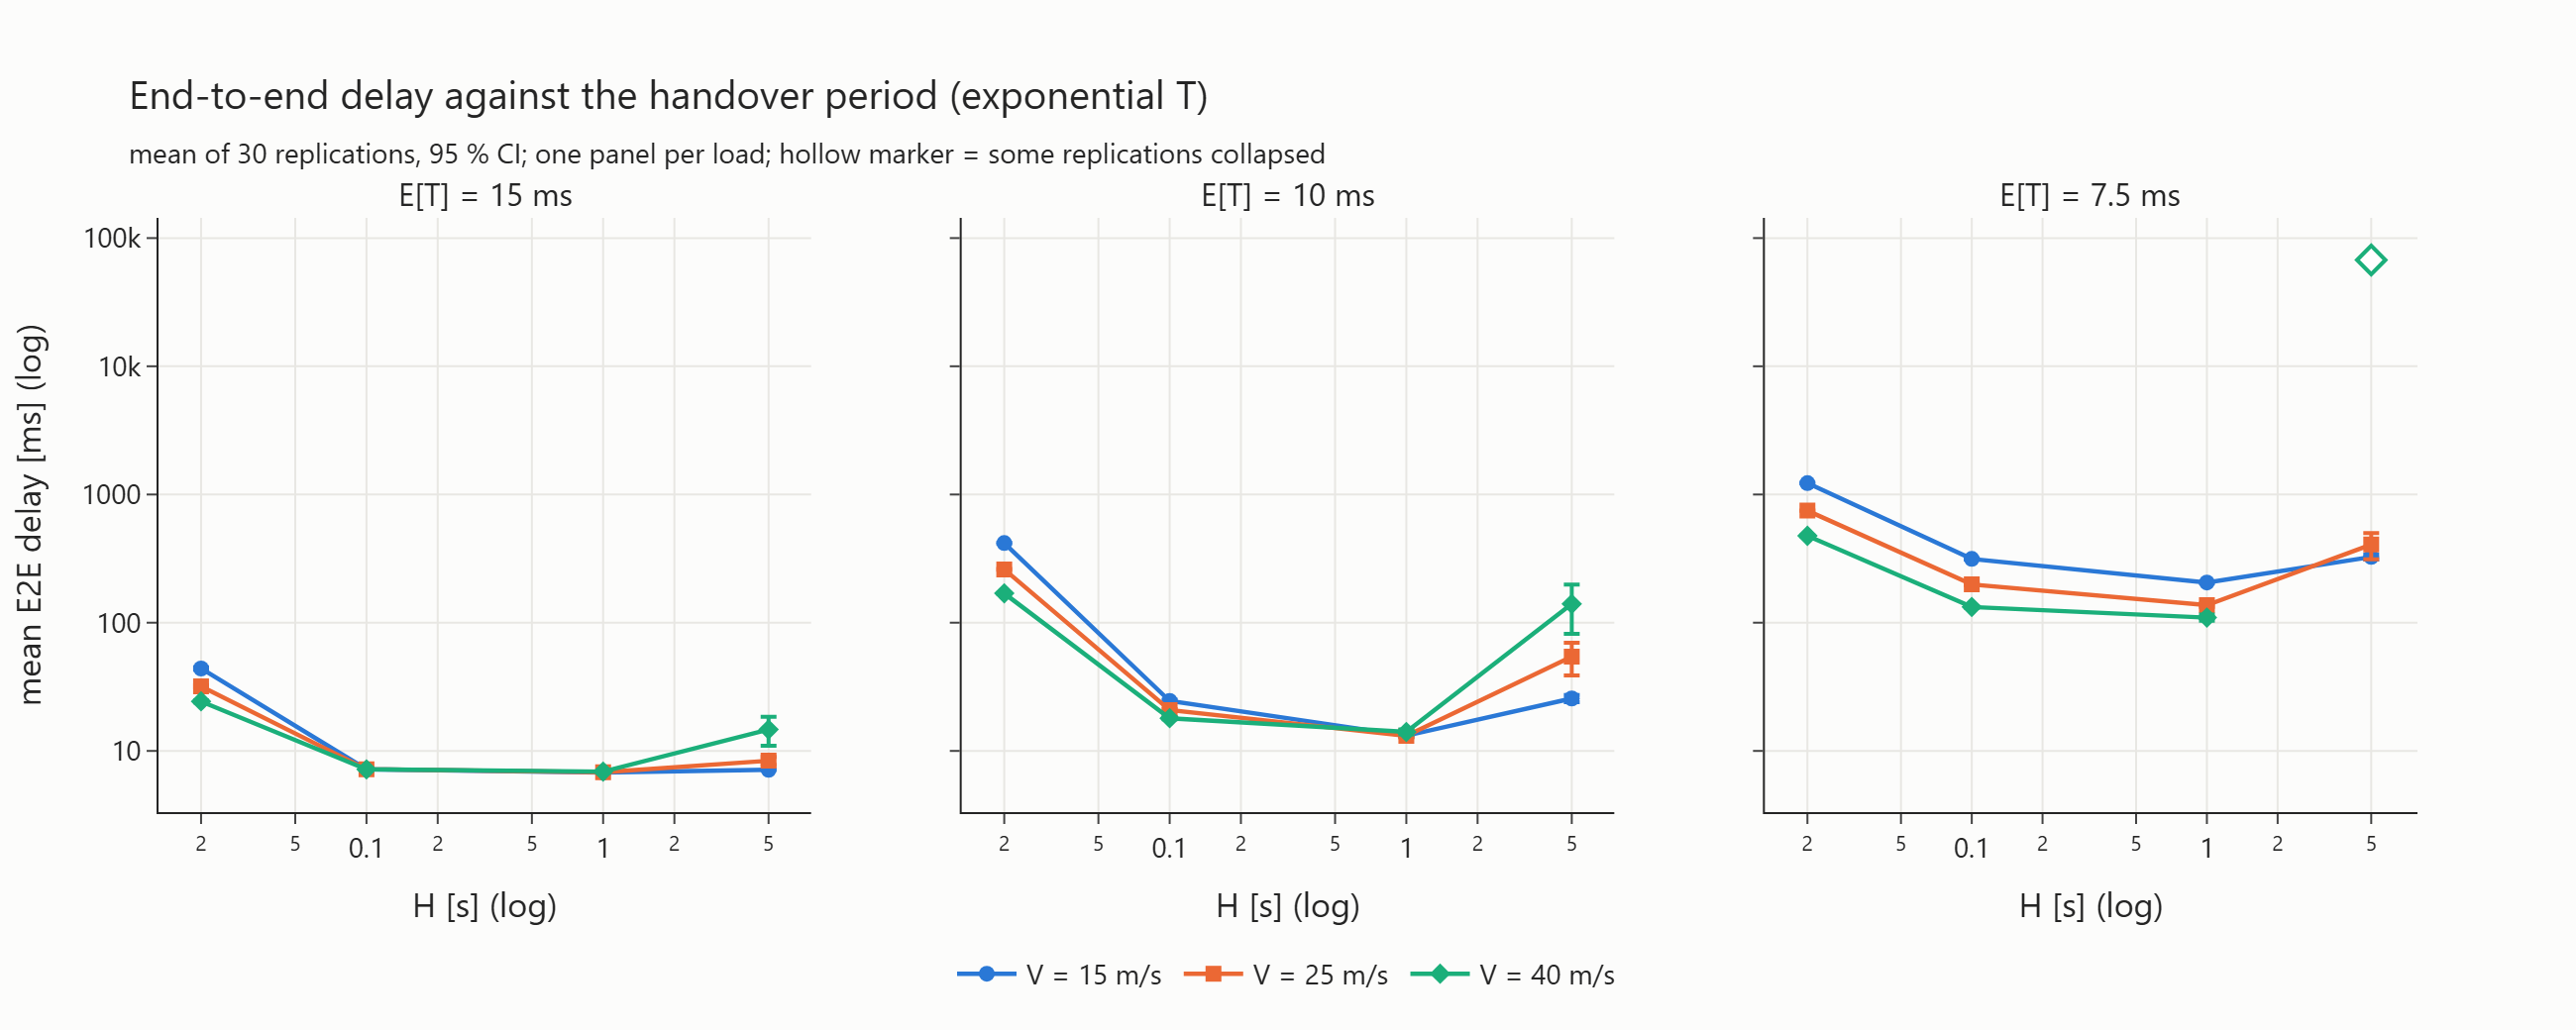 End-to-end delay against the handover period (exponential T)
mean of 30 replications, 95 % CI; one panel per load; hollow marker = some replications collapsed
E[T] = 15 ms
E[T] = 10 ms
E[T] = 7.5 ms
mean E2E delay [ms] (log)
100k
10k
1000
100
10
2 5 0.1 2 5 1 2 5
2 5 0.1 2 5 1 2 5
2 5 0.1 2 5 1 2 5
H [s] (log)
H [s] (log)
H [s] (log)
V = 15 m/s V = 25 m/s V = 40 m/s